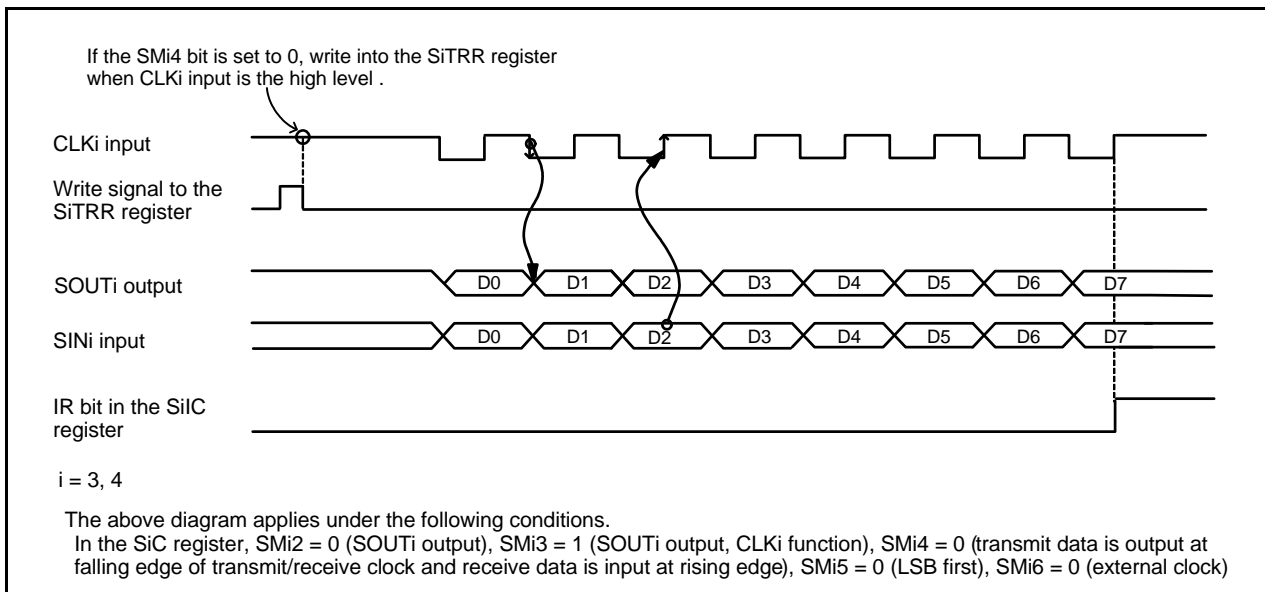 If the SMi4 bit is set to 0, write into the SiTRR register
when CLKi input is the high level .
CLKi input
Write signal to the
SiTRR register
SOUTi output
D0 D1 D2 D3 D4 D5 D6 D7
SINi input
D0 D1 D2 D3 D4 D5 D6 D7
IR bit in the SiIC
register
i = 3, 4
The above diagram applies under the following conditions.
In the SiC register, SMi2 = 0 (SOUTi output), SMi3 = 1 (SOUTi output, CLKi function), SMi4 = 0 (transmit data is output at
falling edge of transmit/receive clock and receive data is input at rising edge), SMi5 = 0 (LSB first), SMi6 = 0 (external clock)